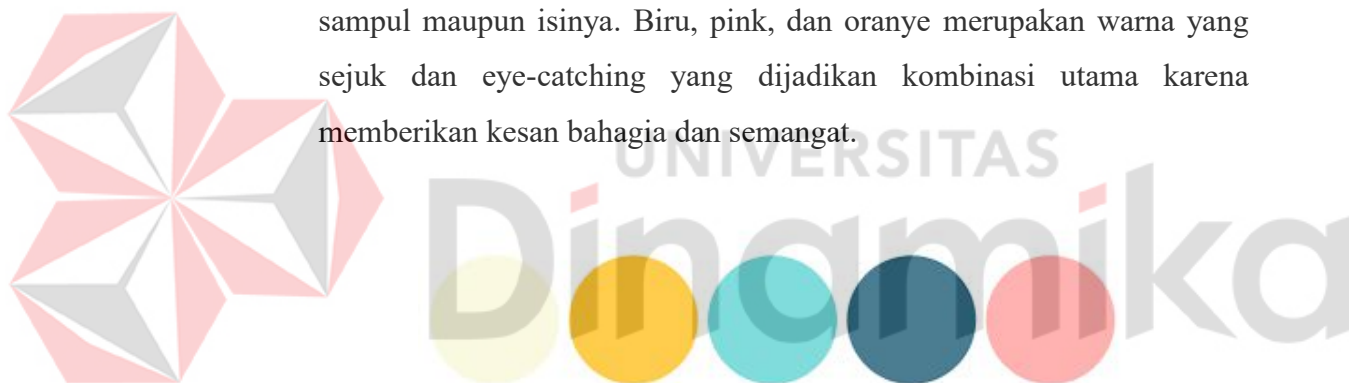 sampul maupun isinya. Biru, pink, dan oranye merupakan warna yang
sejuk dan eye-catching yang dijadikan kombinasi utama karena
memberikan kesan bahagia dan semangat.
UNIVERSITAS
Dinamika